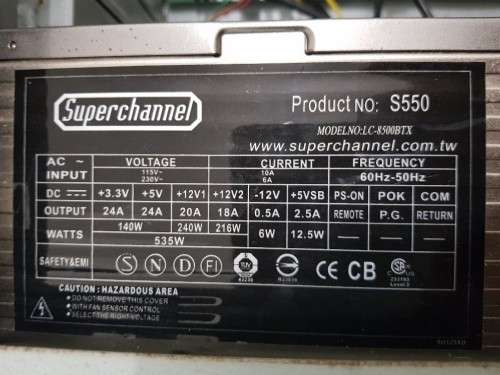 Superchannel
Product NO: S550
MODELNO:LC-8500BTX
www.superchannel.com.tw
AC ~ INPUT VOLTAGE CURRENT FREQUENCY
115V~ 10A
230V~ 6A 60Hz-50Hz
DC +3.3V +5V +12V1 +12V2 -12V +5VSB PS-ON POK COM
OUTPUT 24A 24A 20A 18A 0.5A 2.5A REMOTE P.G. RETURN
WATTS 140W 240W 216W 6W 12.5W
535W
SAFETY&EMI S N D FI TUV CE CB
CAUTION : HAZARDOUS AREA
DO NOT REMOVE THIS COVER
WITH FAN SENSOR CONTROL
SELECT THE RIGHT VOLTAGE